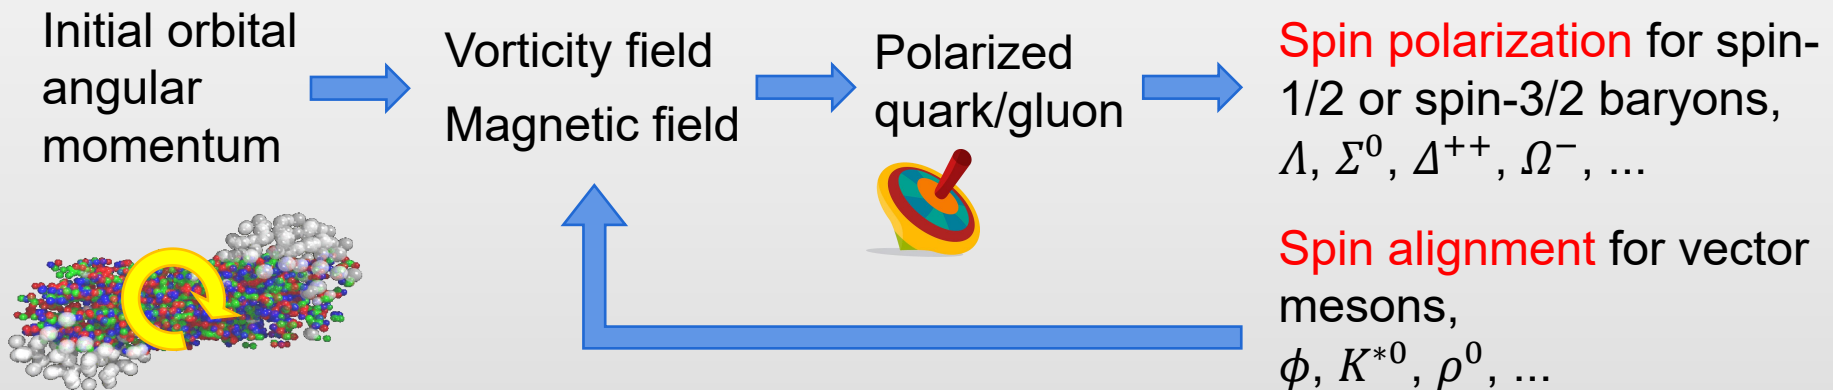 Initial orbital
angular
momentum
Vorticity field
Magnetic field
Polarized
quark/gluon
Spin polarization for spin-
1/2 or spin-3/2 baryons,
Λ, Σ⁰, Δ⁺⁺, Ω⁻, ...
Spin alignment for vector
mesons,
ϕ, K*⁰, ρ⁰, ...